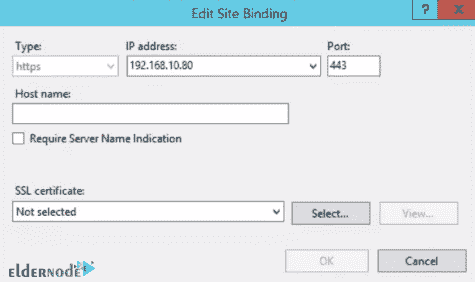 Edit Site Binding
? X
Type: IP address: Port:
https 192.168.10.80 443
Host name:
Require Server Name Indication
SSL certificate:
Not selected Select... View...
OK Cancel
eLDERNODE